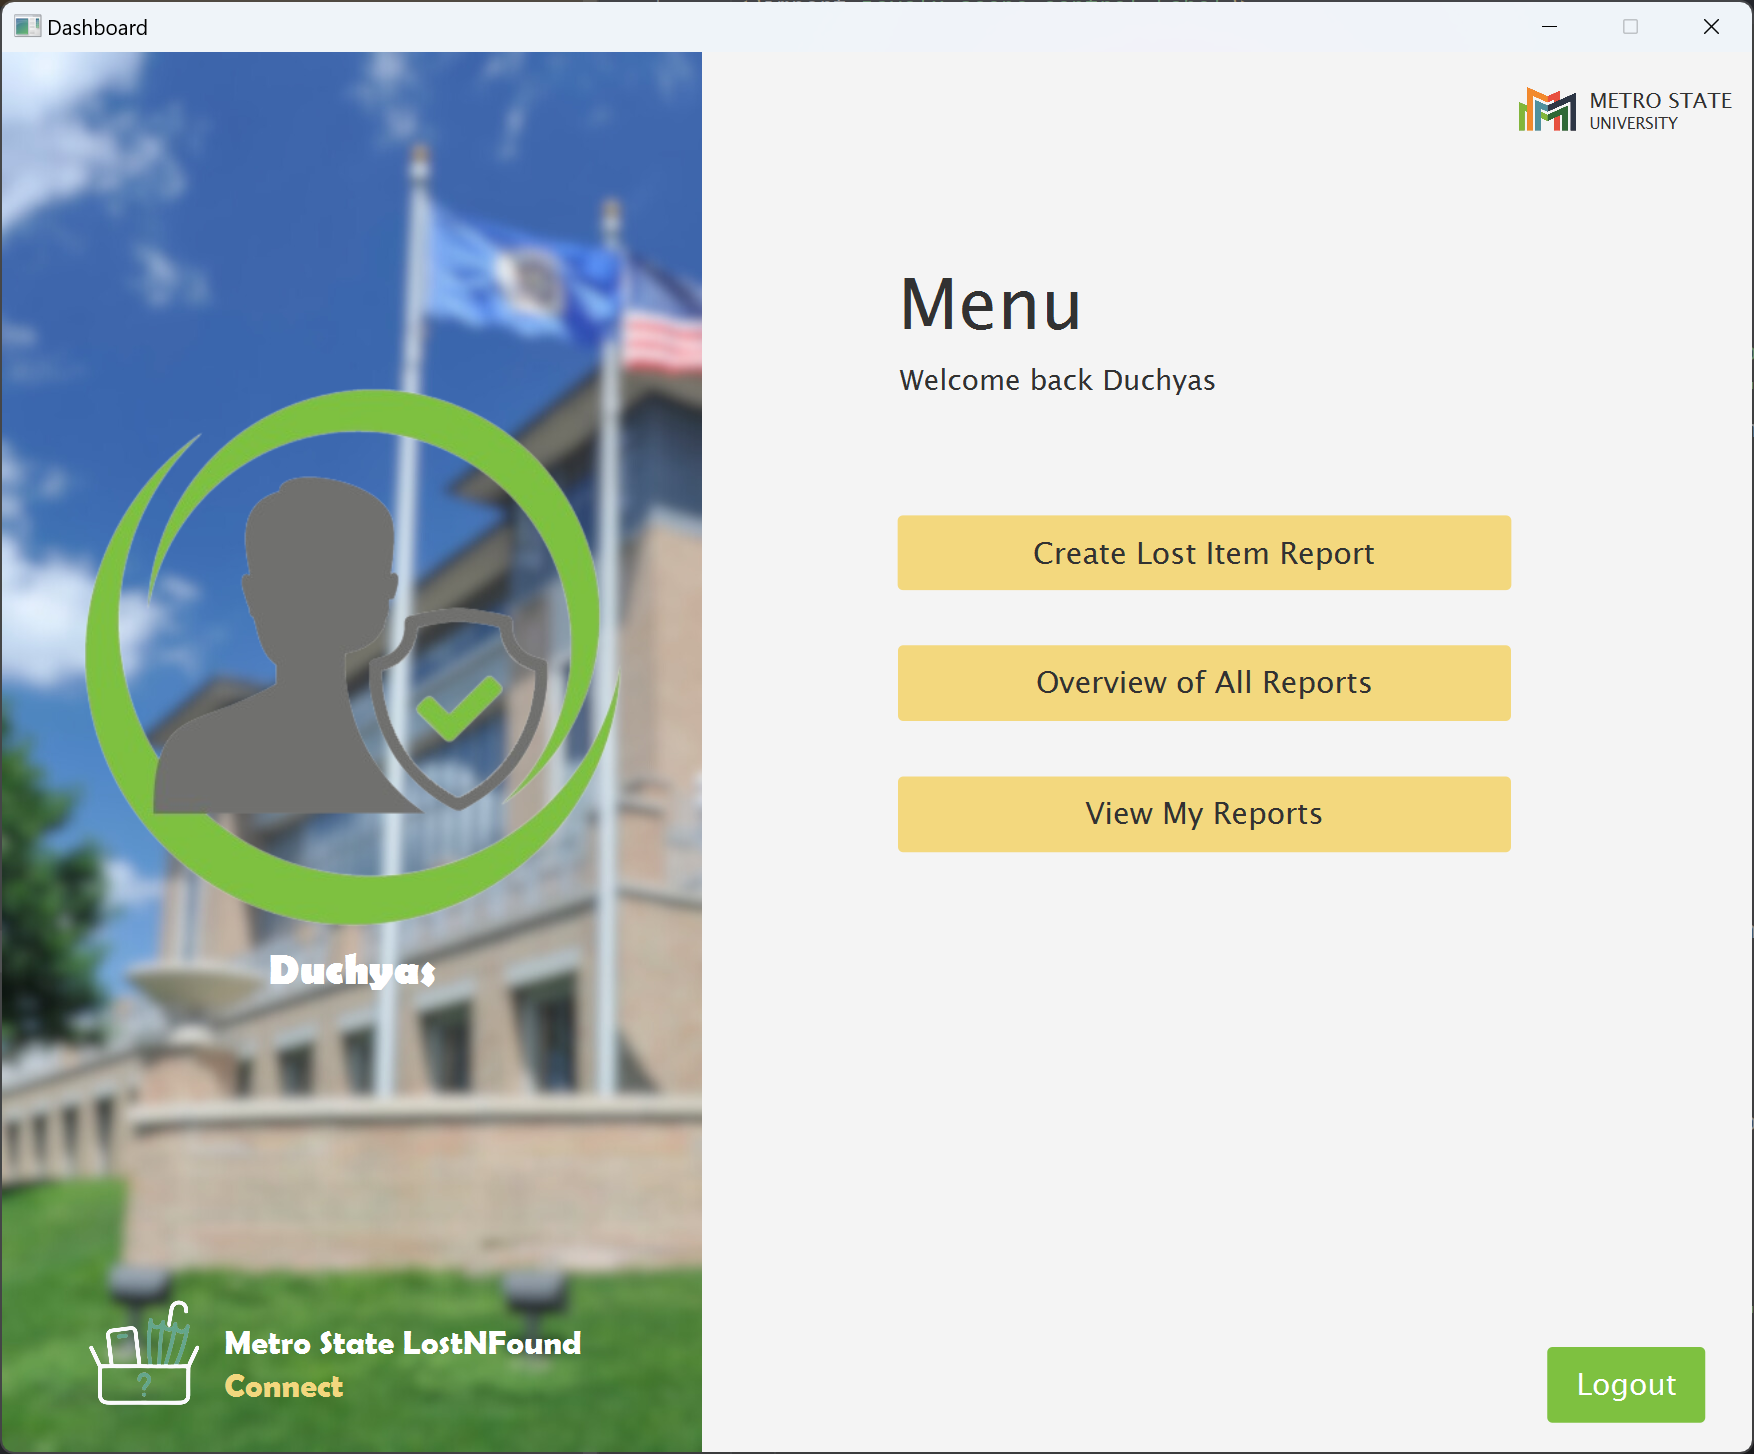 Dashboard
METRO STATE
UNIVERSITY
Menu
Welcome back Duchyas
Create Lost Item Report
Overview of All Reports
View My Reports
Duchyas
?
Metro State LostNFound
Connect
Logout